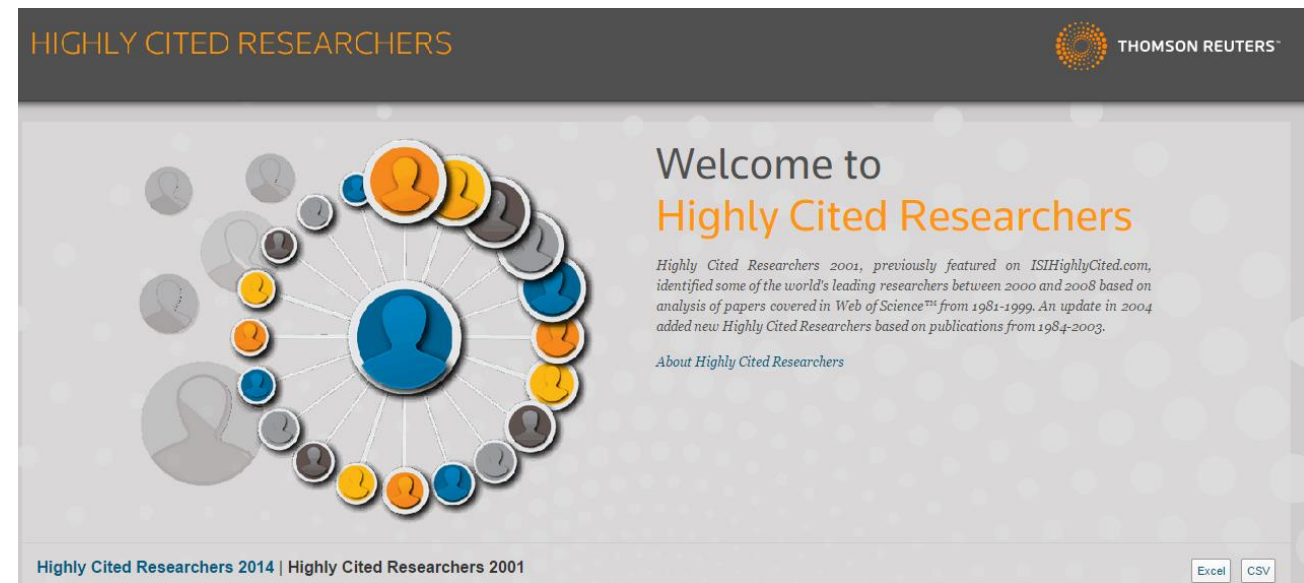 HIGHLY CITED RESEARCHERS
THOMSON REUTERS™
Welcome to
Highly Cited Researchers
Highly Cited Researchers 2001, previously featured on ISIHighlyCited.com,
identified some of the world's leading researchers between 2000 and 2008 based on
analysis of papers covered in Web of Science™ from 1981-1999. An update in 2004
added new Highly Cited Researchers based on publications from 1984-2003.
About Highly Cited Researchers
Highly Cited Researchers 2014 | Highly Cited Researchers 2001
Excel CSV